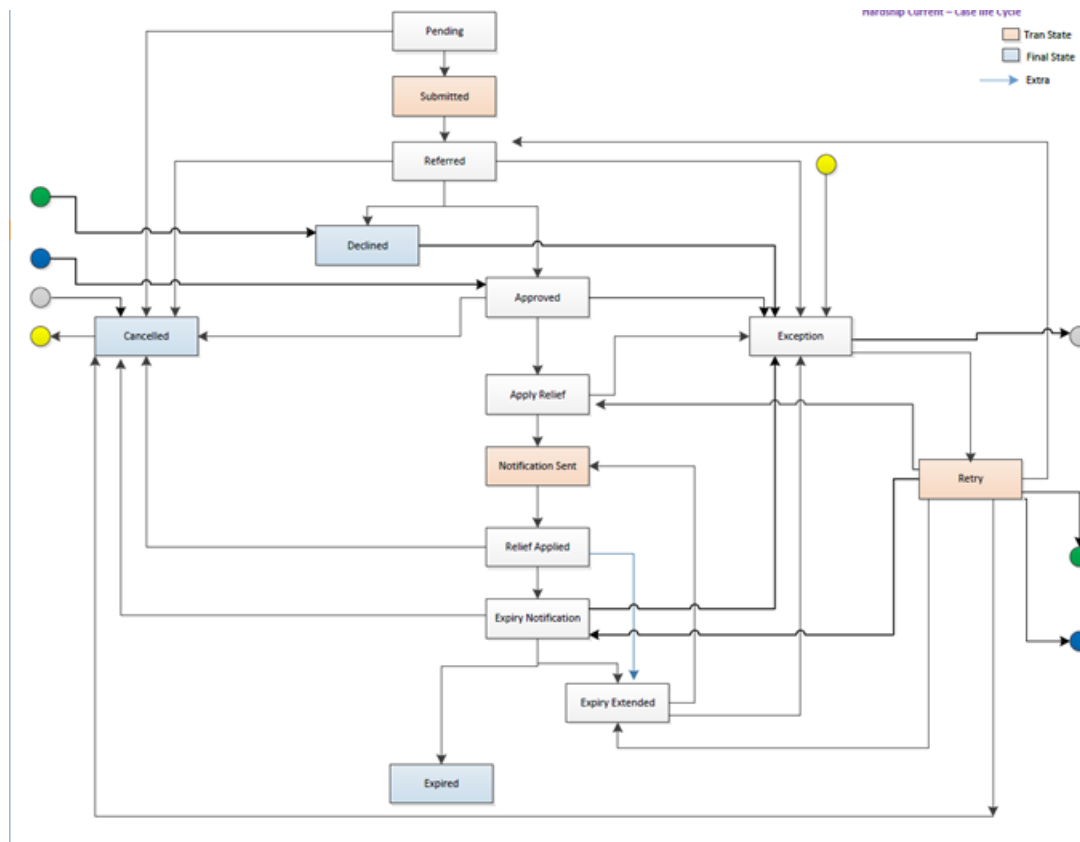 Hardship Current – Case life Cycle
Pending
Tran State
Final State
Extra
Submitted
Referred
Declined
Approved
Cancelled
Exception
Apply Relief
Notification Sent
Retry
Relief Applied
Expiry Notification
Expiry Extended
Expired